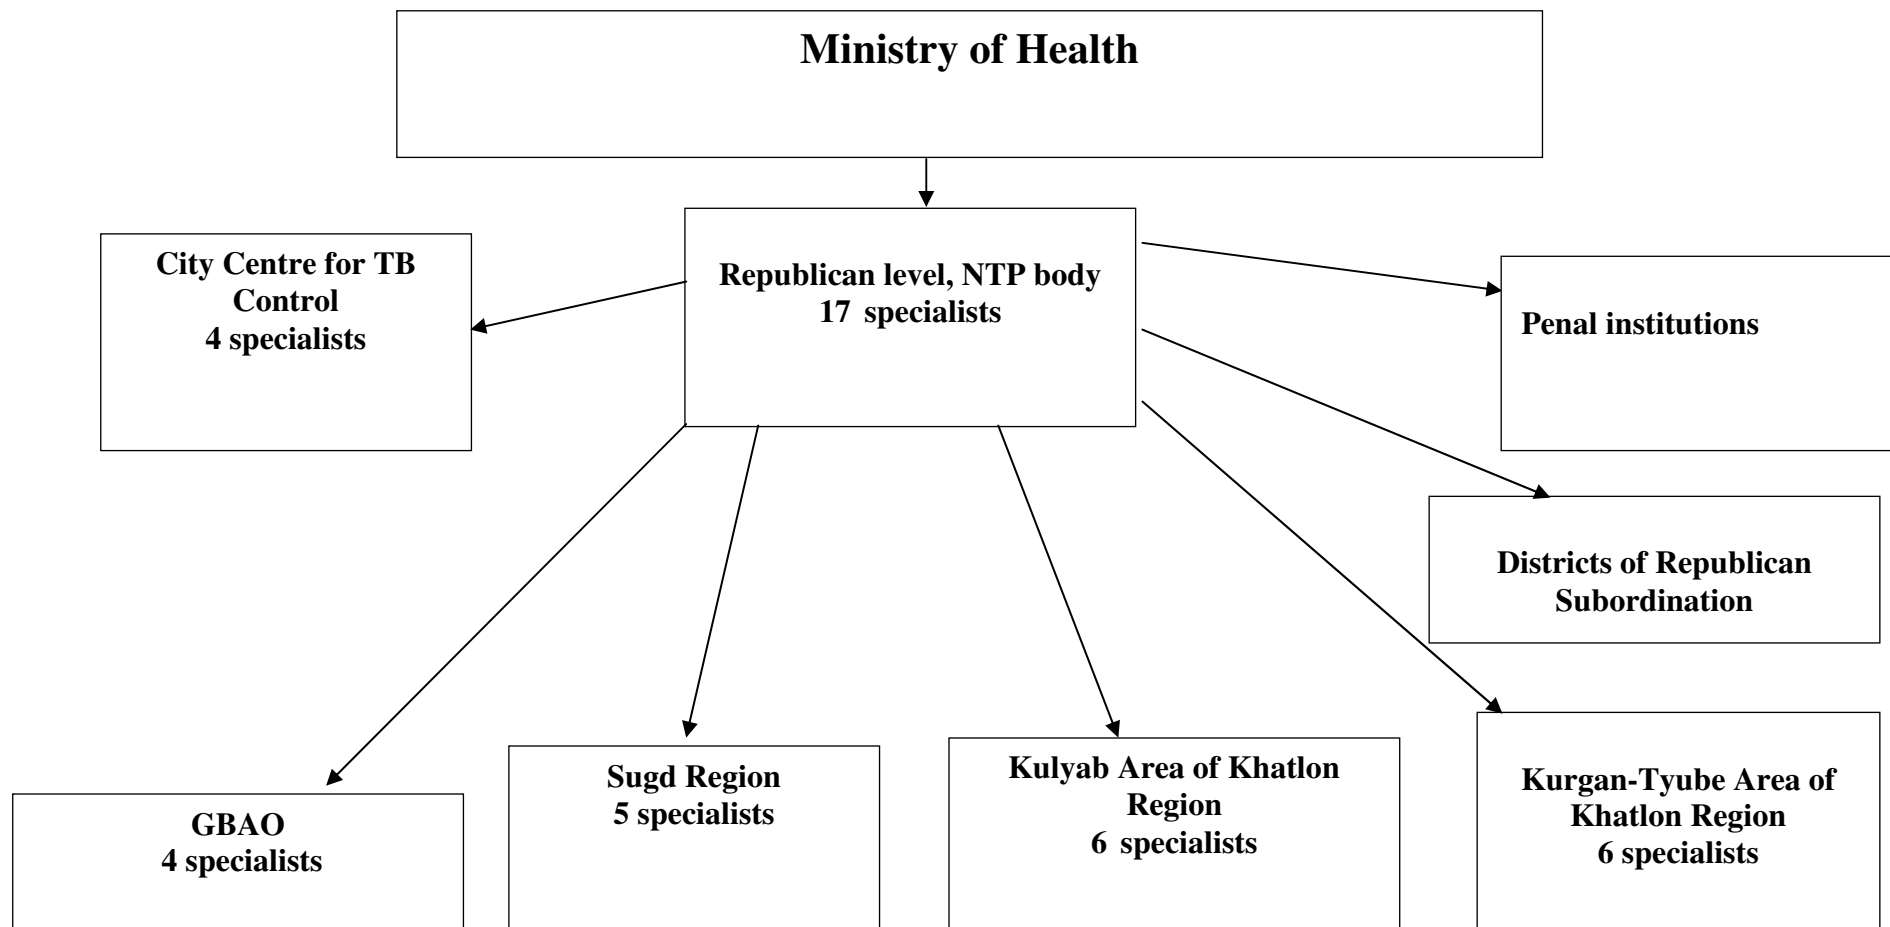 Ministry of Health
City Centre for TB
Control
4 specialists
Republican level, NTP body
17 specialists
Penal institutions
Districts of Republican
Subordination
GBAO
4 specialists
Sugd Region
5 specialists
Kulyab Area of Khatlon
Region
6 specialists
Kurgan-Tyube Area of
Khatlon Region
6 specialists